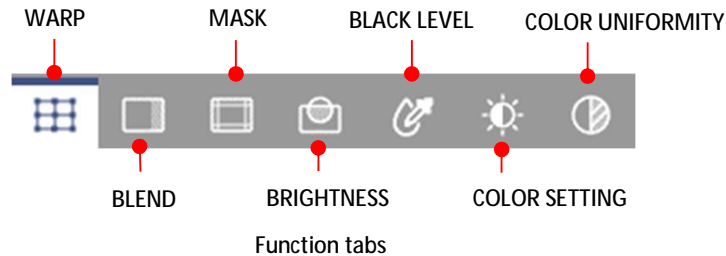 WARP MASK BLACK LEVEL COLOR UNIFORMITY
BLEND BRIGHTNESS COLOR SETTING
Function tabs